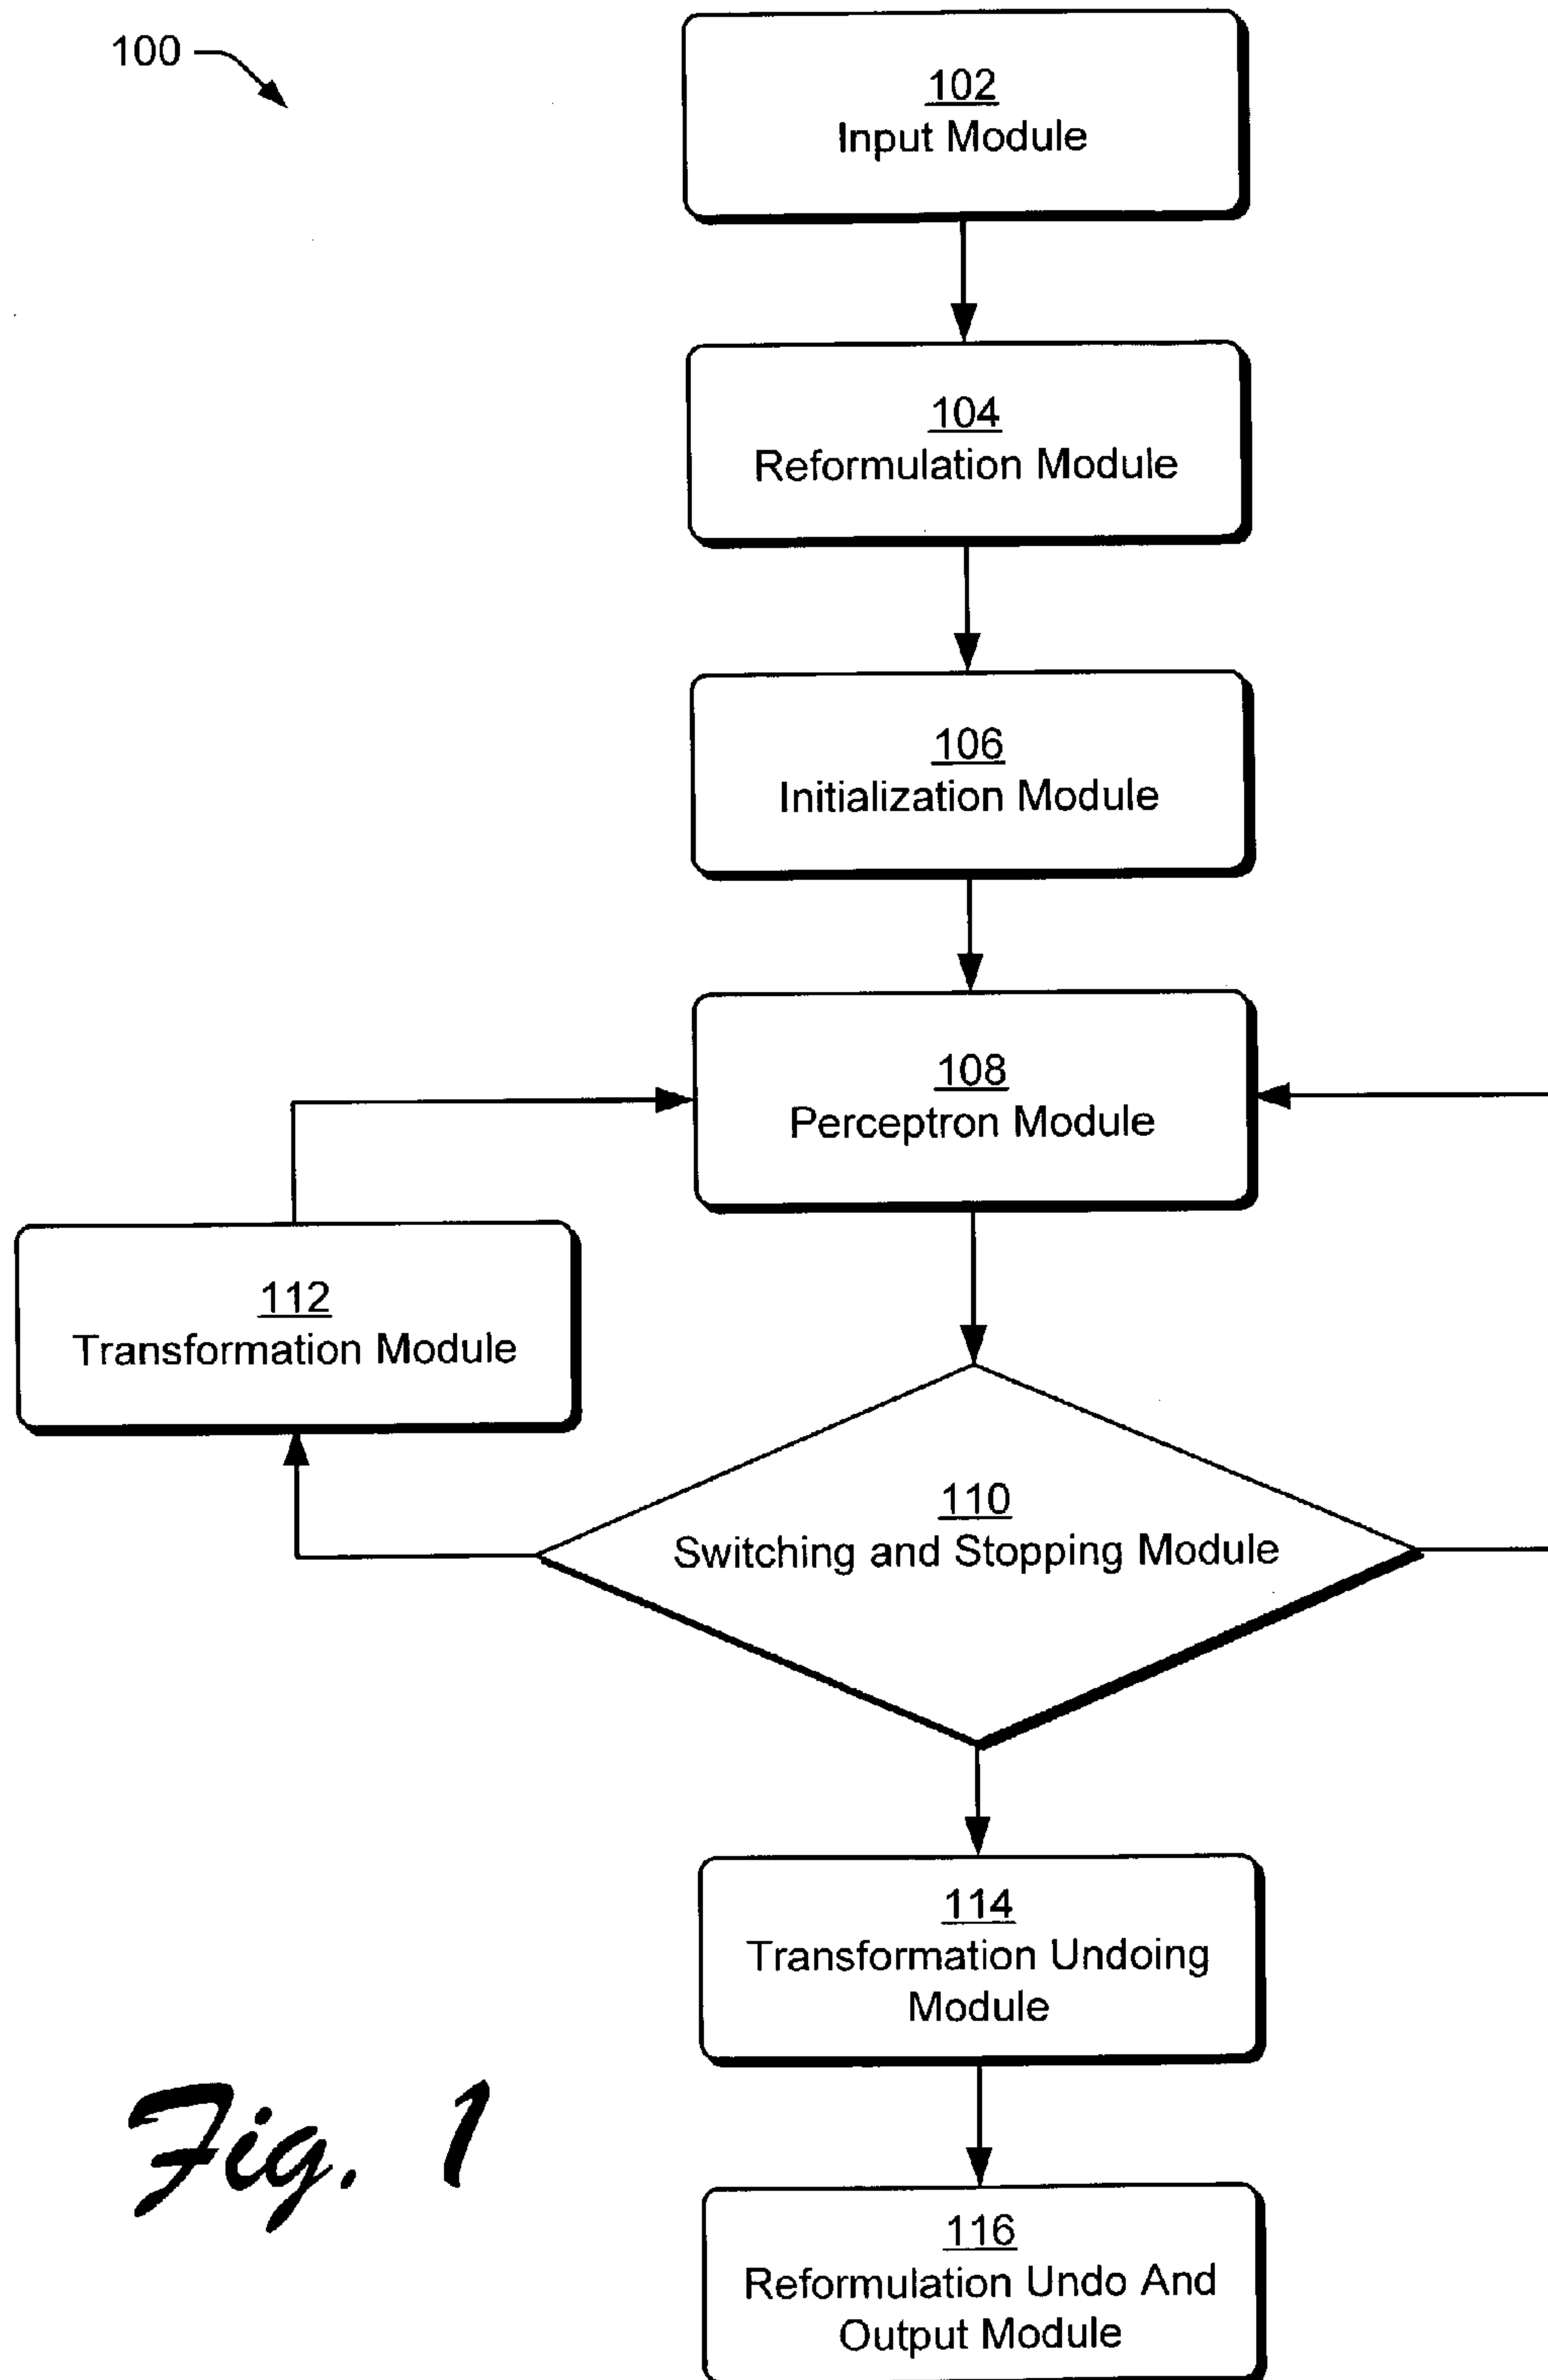 100
102
Input Module
104
Reformulation Module
106
Initialization Module
108
Perceptron Module
112
Transformation Module
110
Switching and Stopping Module
114
Transformation Undoing
Module
116
Reformulation Undo And
Output Module
Fig. 1